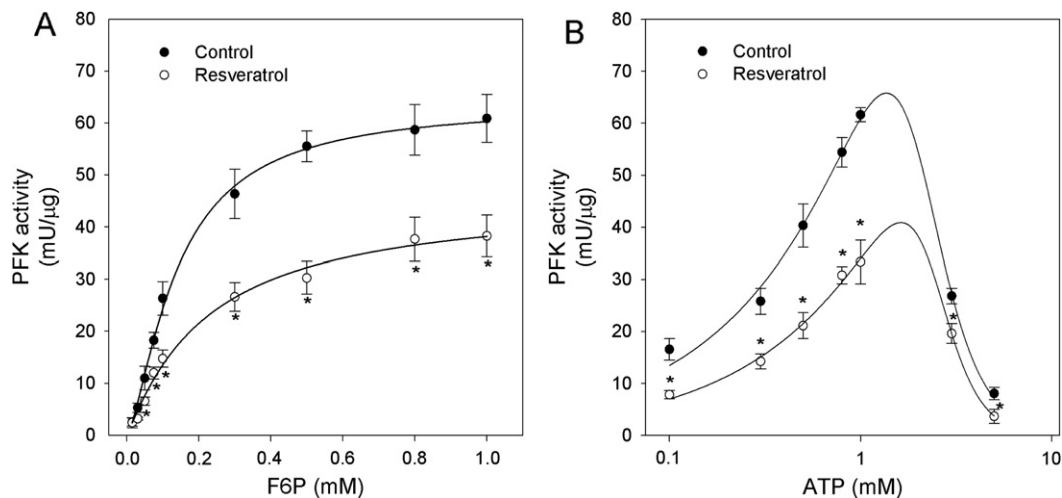 A
Control
Resveratrol
PFK activity
(mU/μg)
80
70
60
50
40
30
20
10
0
* * * * * * *
0.0 0.2 0.4 0.6 0.8 1.0
F6P (mM)
B
Control
Resveratrol
PFK activity
(mU/μg)
80
70
60
50
40
30
20
10
0
* * * * * * *
0.1 1 10
ATP (mM)